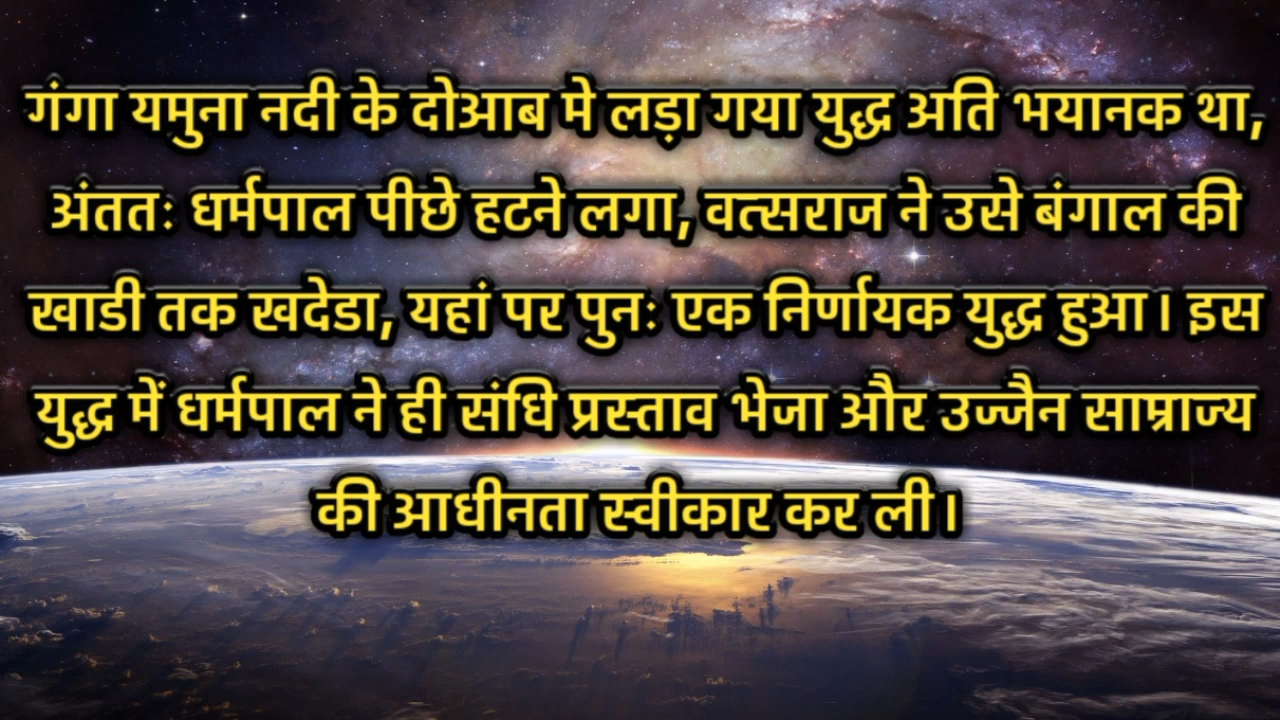 गंगा यमुना नदी के दोआब मे लड़ा गया युद्ध अति भयानक था,
अंततः धर्मपाल पीछे हटने लगा, वत्सराज ने उसे बंगाल की
खाडी तक खदेडा, यहां पर पुनः एक निर्णायक युद्ध हुआ। इस
युद्ध में धर्मपाल ने ही संधि प्रस्ताव भेजा और उज्जैन साम्राज्य
की आधीनता स्वीकार कर ली।